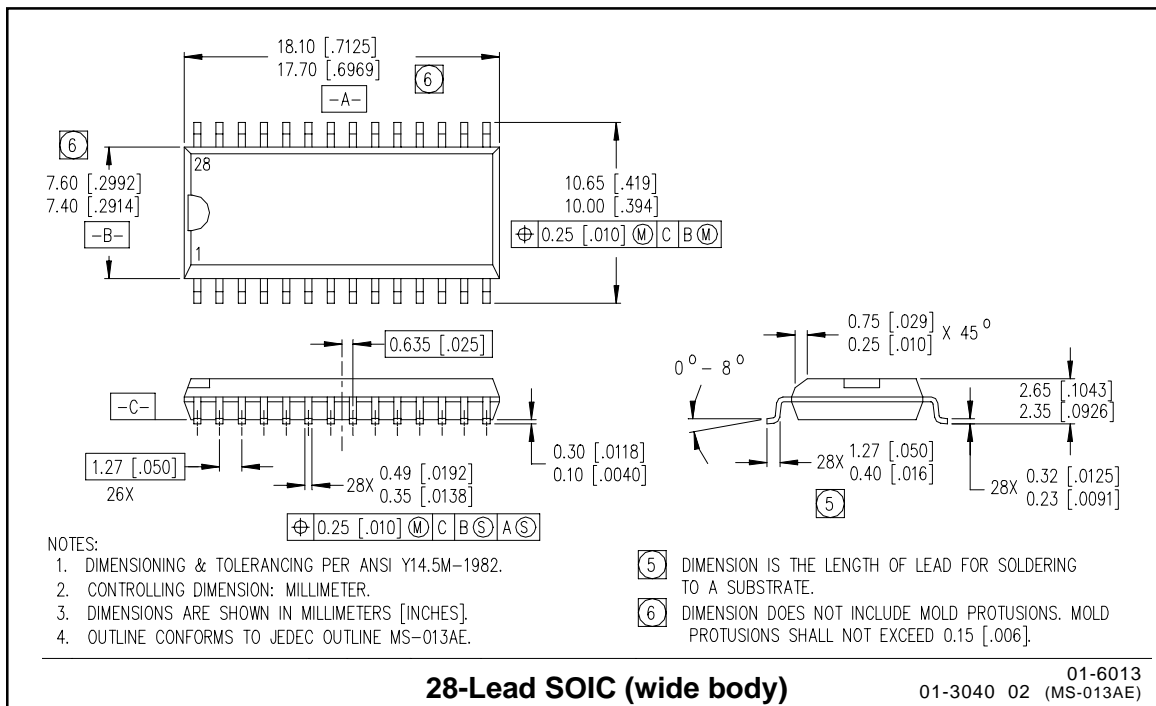 18.10 [.7125]
17.70 [.6969]
6
-A-
6
28
7.60 [.2992]
7.40 [.2914]
-B-
1
10.65 [.419]
10.00 [.394]
⌖ 0.25 [.010] Ⓜ C B Ⓜ
0.635 [.025]
-C-
1.27 [.050]
26X
28X 0.49 [.0192]
0.35 [.0138]
⌖ 0.25 [.010] Ⓜ C B Ⓢ A Ⓢ
0.30 [.0118]
0.10 [.0040]
0.75 [.029]
0.25 [.010] X 45°
0° - 8°
2.65 [.1043]
2.35 [.0926]
28X 1.27 [.050]
0.40 [.016]
5
28X 0.32 [.0125]
0.23 [.0091]
NOTES:
1. DIMENSIONING & TOLERANCING PER ANSI Y14.5M-1982.
2. CONTROLLING DIMENSION: MILLIMETER.
3. DIMENSIONS ARE SHOWN IN MILLIMETERS [INCHES].
4. OUTLINE CONFORMS TO JEDEC OUTLINE MS-013AE.
5 DIMENSION IS THE LENGTH OF LEAD FOR SOLDERING
TO A SUBSTRATE.
6 DIMENSION DOES NOT INCLUDE MOLD PROTUSIONS. MOLD
PROTUSIONS SHALL NOT EXCEED 0.15 [.006].
28-Lead SOIC (wide body)
01-6013
01-3040 02 (MS-013AE)